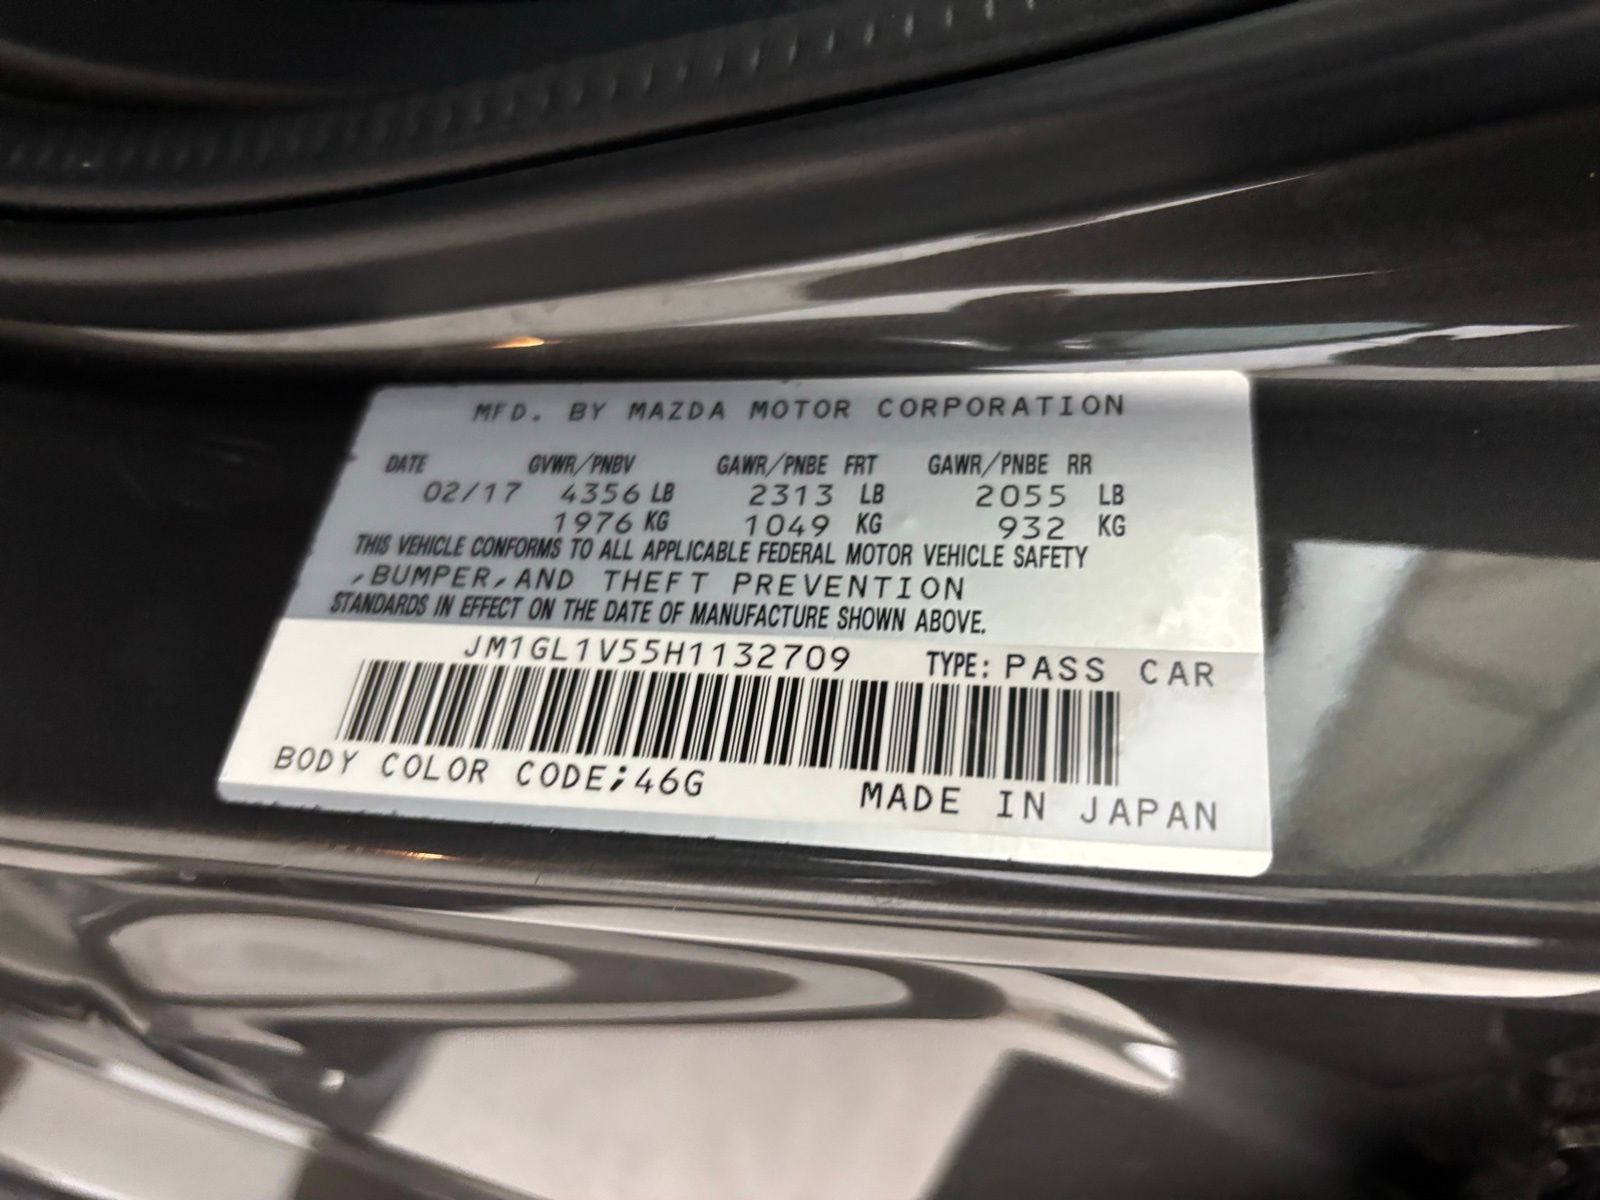 MFD. BY MAZDA MOTOR CORPORATION
DATE GVWR/PNBV GAWR/PNBE FRT GAWR/PNBE RR
02/17 4356 LB 2313 LB 2055 LB
1976 KG 1049 KG 932 KG
THIS VEHICLE CONFORMS TO ALL APPLICABLE FEDERAL MOTOR VEHICLE SAFETY
,BUMPER,AND THEFT PREVENTION
STANDARDS IN EFFECT ON THE DATE OF MANUFACTURE SHOWN ABOVE.
JM1GL1V55H1132709 TYPE: PASS CAR
BODY COLOR CODE;46G MADE IN JAPAN